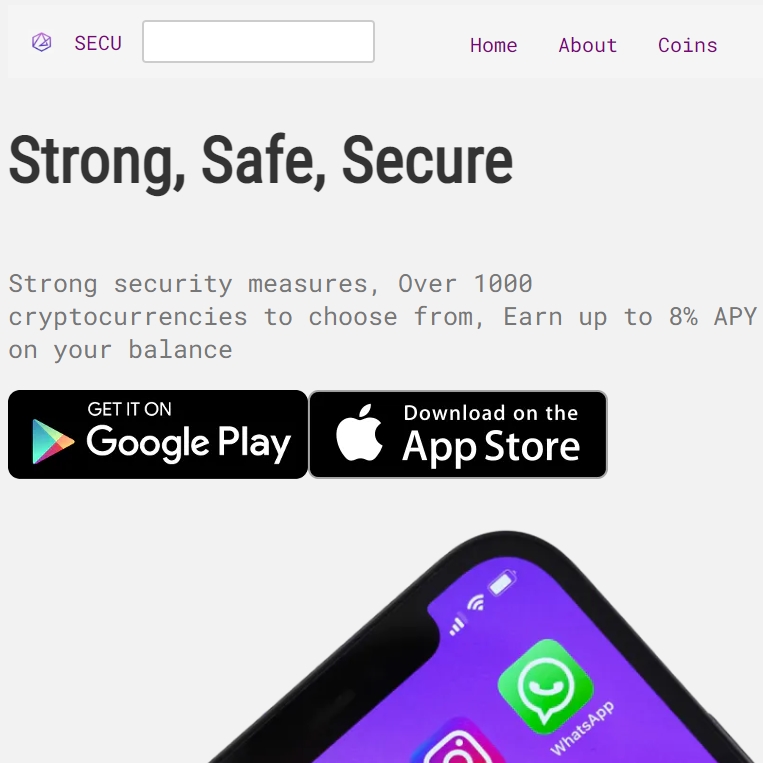 SECU
Home About Coins
Strong, Safe, Secure
Strong security measures, Over 1000
cryptocurrencies to choose from, Earn up to 8% APY
on your balance
GET IT ON
Google Play
Download on the
App Store
WhatsApp